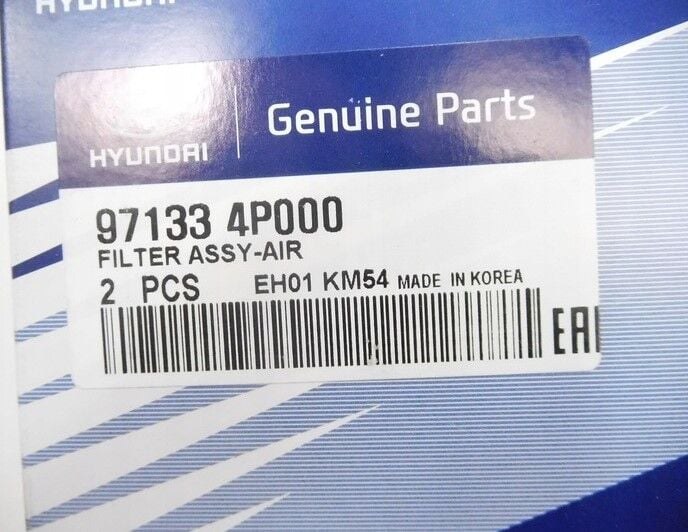 HYUNDAI
HYUNDAI
Genuine Parts
97133 4P000
FILTER ASSY-AIR
2 PCS EH01 KM54 MADE IN KOREA
EAC